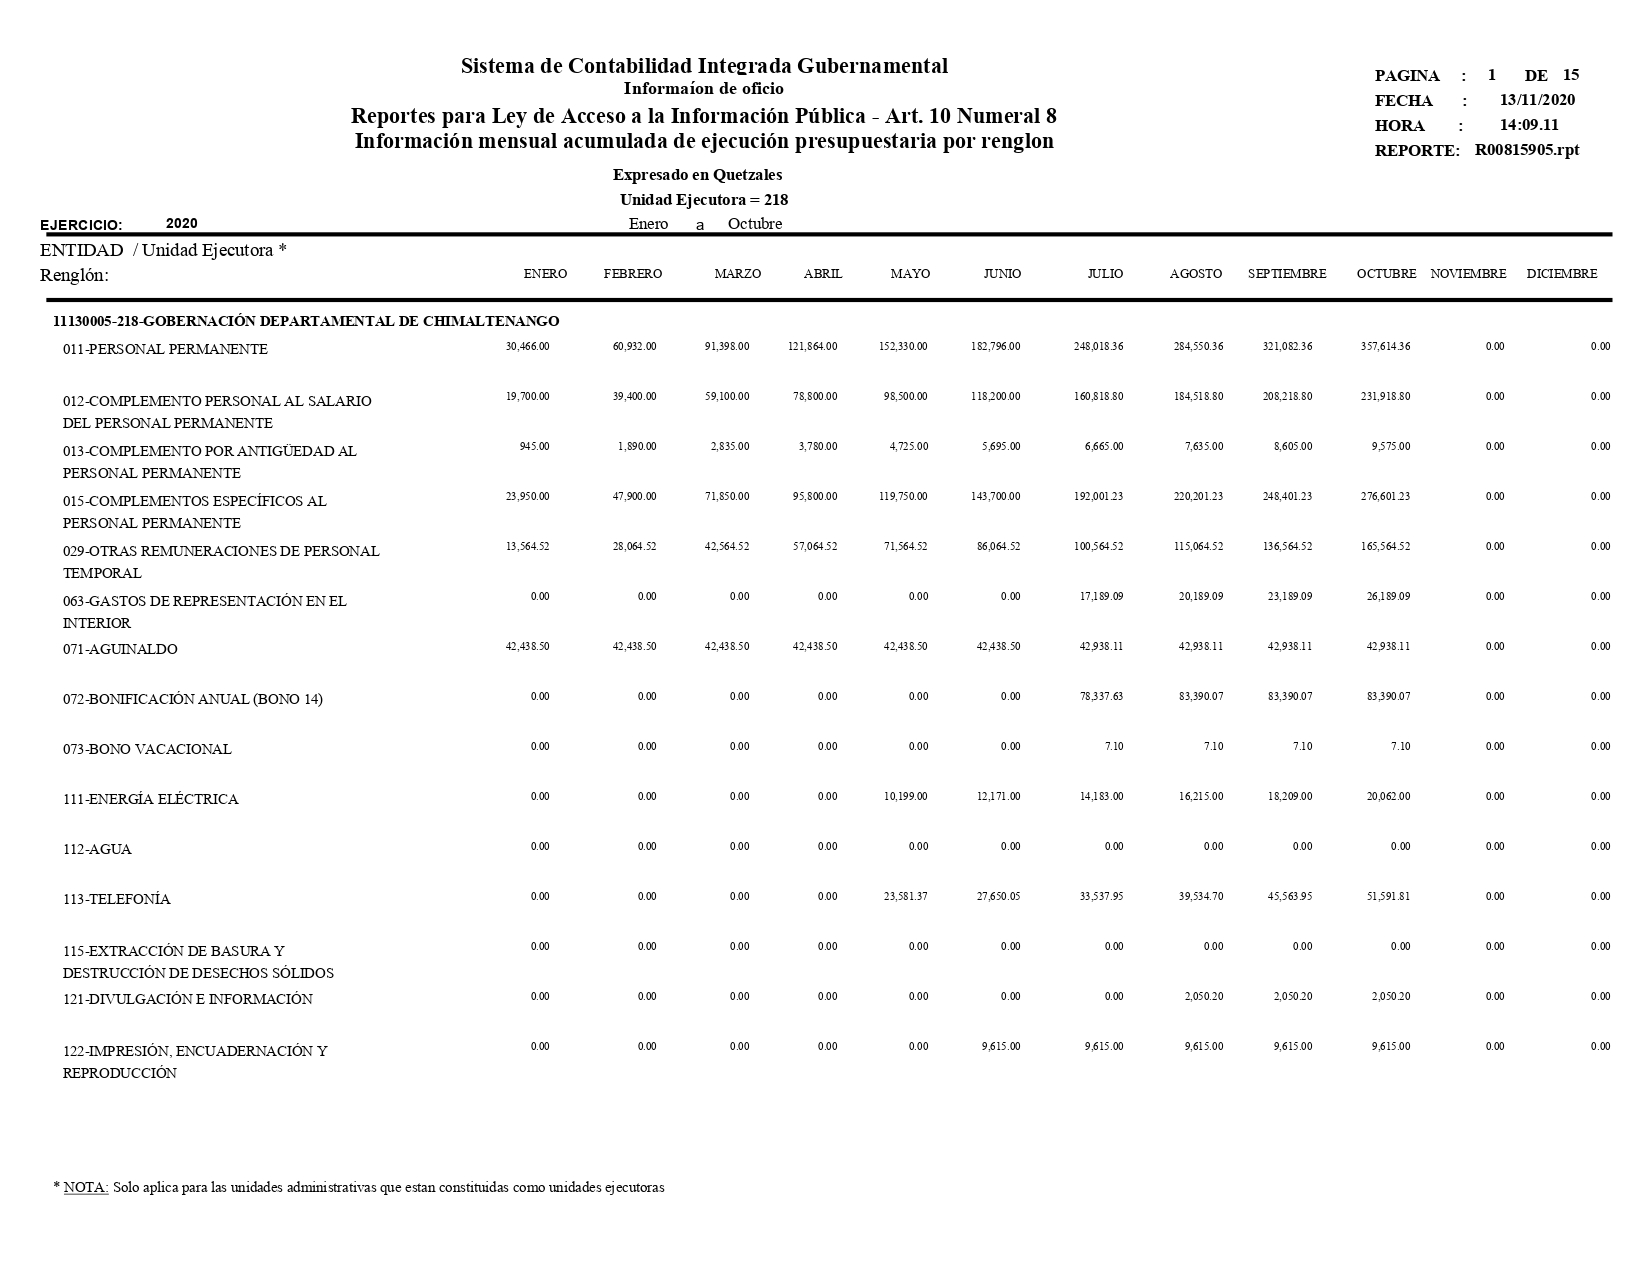 Sistema de Contabilidad Integrada Gubernamental
Informaíon de oficio
Reportes para Ley de Acceso a la Información Pública - Art. 10 Numeral 8
Información mensual acumulada de ejecución presupuestaria por renglon
PAGINA : 1 DE 15
FECHA : 13/11/2020
HORA : 14:09.11
REPORTE: R00815905.rpt
Expresado en Quetzales
Unidad Ejecutora = 218
EJERCICIO: 2020 Enero a Octubre
ENTIDAD / Unidad Ejecutora *
Renglón: ENERO FEBRERO MARZO ABRIL MAYO JUNIO JULIO AGOSTO SEPTIEMBRE OCTUBRE NOVIEMBRE DICIEMBRE
11130005-218-GOBERNACIÓN DEPARTAMENTAL DE CHIMALTENANGO
011-PERSONAL PERMANENTE 30,466.00 60,932.00 91,398.00 121,864.00 152,330.00 182,796.00 248,018.36 284,550.36 321,082.36 357,614.36 0.00 0.00
012-COMPLEMENTO PERSONAL AL SALARIO 19,700.00 39,400.00 59,100.00 78,800.00 98,500.00 118,200.00 160,818.80 184,518.80 208,218.80 231,918.80 0.00 0.00
DEL PERSONAL PERMANENTE
013-COMPLEMENTO POR ANTIGÜEDAD AL 945.00 1,890.00 2,835.00 3,780.00 4,725.00 5,695.00 6,665.00 7,635.00 8,605.00 9,575.00 0.00 0.00
PERSONAL PERMANENTE
015-COMPLEMENTOS ESPECÍFICOS AL 23,950.00 47,900.00 71,850.00 95,800.00 119,750.00 143,700.00 192,001.23 220,201.23 248,401.23 276,601.23 0.00 0.00
PERSONAL PERMANENTE
029-OTRAS REMUNERACIONES DE PERSONAL 13,564.52 28,064.52 42,564.52 57,064.52 71,564.52 86,064.52 100,564.52 115,064.52 136,564.52 165,564.52 0.00 0.00
TEMPORAL
063-GASTOS DE REPRESENTACIÓN EN EL 0.00 0.00 0.00 0.00 0.00 0.00 17,189.09 20,189.09 23,189.09 26,189.09 0.00 0.00
INTERIOR
071-AGUINALDO 42,438.50 42,438.50 42,438.50 42,438.50 42,438.50 42,438.50 42,938.11 42,938.11 42,938.11 42,938.11 0.00 0.00
072-BONIFICACIÓN ANUAL (BONO 14) 0.00 0.00 0.00 0.00 0.00 0.00 78,337.63 83,390.07 83,390.07 83,390.07 0.00 0.00
073-BONO VACACIONAL 0.00 0.00 0.00 0.00 0.00 0.00 7.10 7.10 7.10 7.10 0.00 0.00
111-ENERGÍA ELÉCTRICA 0.00 0.00 0.00 0.00 10,199.00 12,171.00 14,183.00 16,215.00 18,209.00 20,062.00 0.00 0.00
112-AGUA 0.00 0.00 0.00 0.00 0.00 0.00 0.00 0.00 0.00 0.00 0.00 0.00
113-TELEFONÍA 0.00 0.00 0.00 0.00 23,581.37 27,650.05 33,537.95 39,534.70 45,563.95 51,591.81 0.00 0.00
115-EXTRACCIÓN DE BASURA Y 0.00 0.00 0.00 0.00 0.00 0.00 0.00 0.00 0.00 0.00 0.00 0.00
DESTRUCCIÓN DE DESECHOS SÓLIDOS
121-DIVULGACIÓN E INFORMACIÓN 0.00 0.00 0.00 0.00 0.00 0.00 0.00 2,050.20 2,050.20 2,050.20 0.00 0.00
122-IMPRESIÓN, ENCUADERNACIÓN Y 0.00 0.00 0.00 0.00 0.00 9,615.00 9,615.00 9,615.00 9,615.00 9,615.00 0.00 0.00
REPRODUCCIÓN
* NOTA: Solo aplica para las unidades administrativas que estan constituidas como unidades ejecutoras